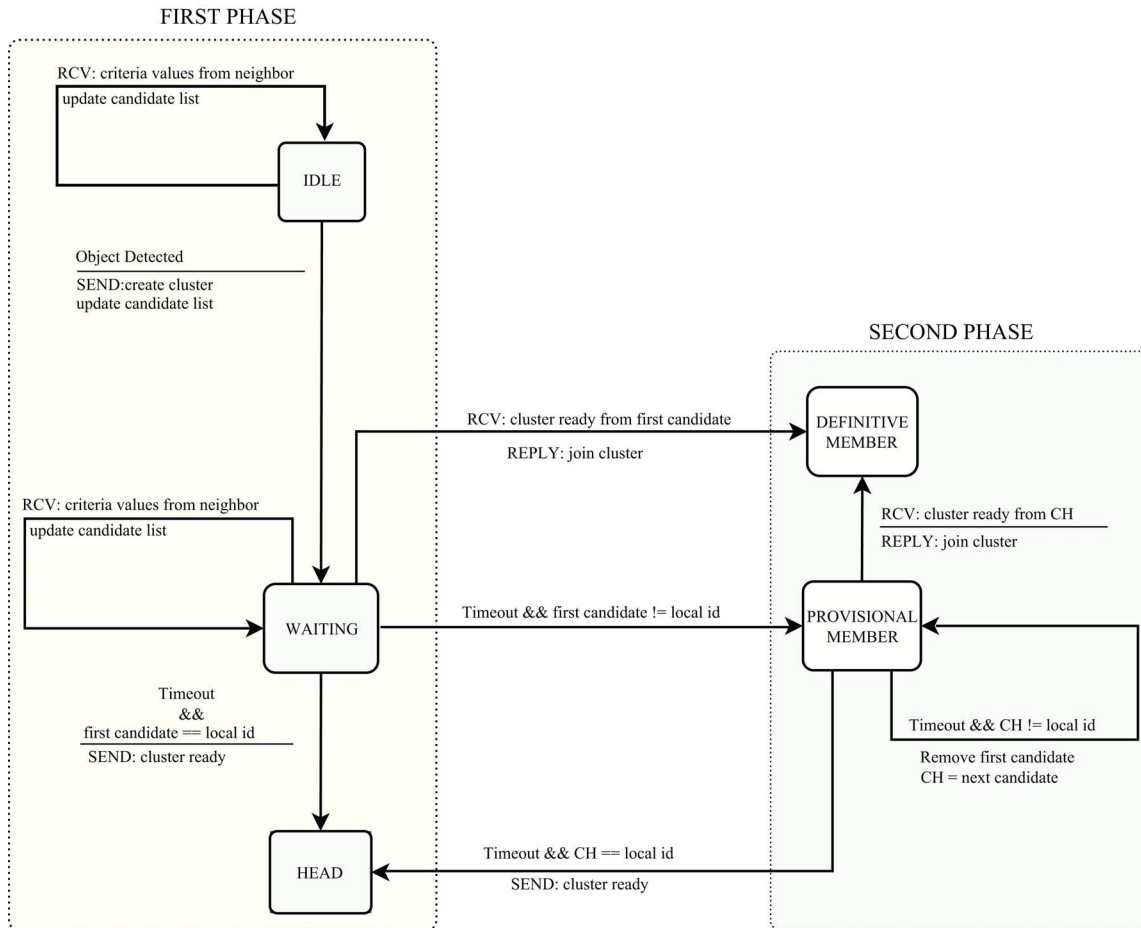 FIRST PHASE
RCV: criteria values from neighbor
update candidate list
IDLE
Object Detected
SEND:create cluster
update candidate list
SECOND PHASE
RCV: cluster ready from first candidate
REPLY: join cluster
DEFINITIVE
MEMBER
RCV: criteria values from neighbor
update candidate list
RCV: cluster ready from CH
REPLY: join cluster
WAITING
Timeout && first candidate != local id
PROVISIONAL
MEMBER
Timeout
&&
first candidate == local id
SEND: cluster ready
Timeout && CH != local id
Remove first candidate
CH = next candidate
HEAD
Timeout && CH == local id
SEND: cluster ready